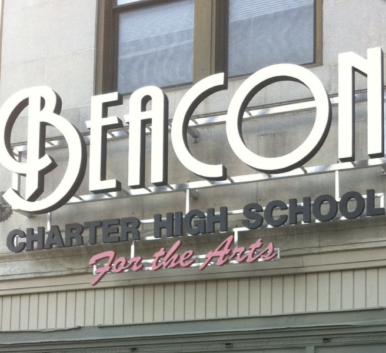 BEACON
CHARTER HIGH SCHOOL
For the Arts